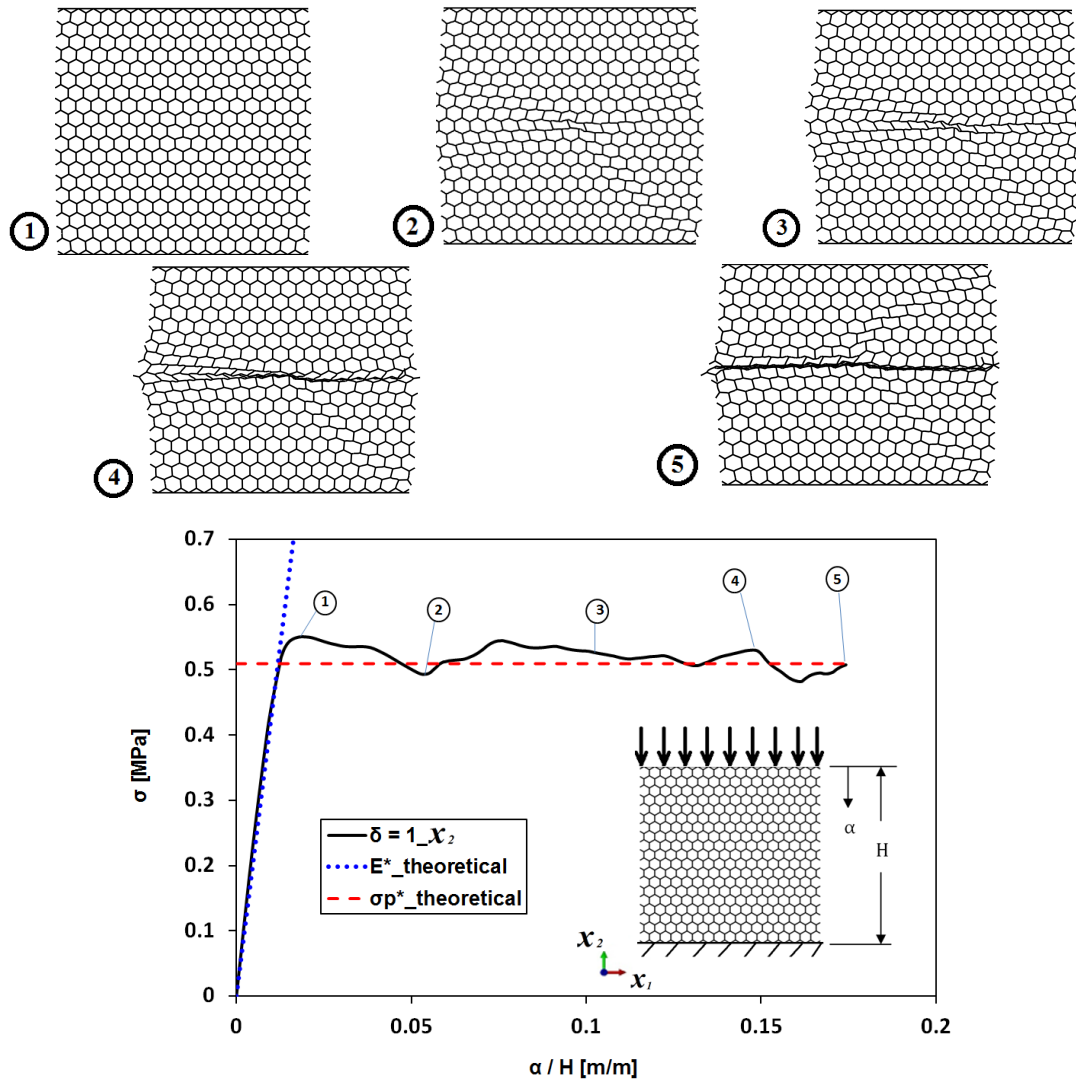 1
2
3
4
5
0.7
0.6
0.5
0.4
0.3
0.2
0.1
0
σ [MPa]
1
2
3
4
5
δ = 1_x₂
E*_theoretical
σp*_theoretical
α
H
x₂
x₁
0
0.05
0.1
0.15
0.2
α / H [m/m]